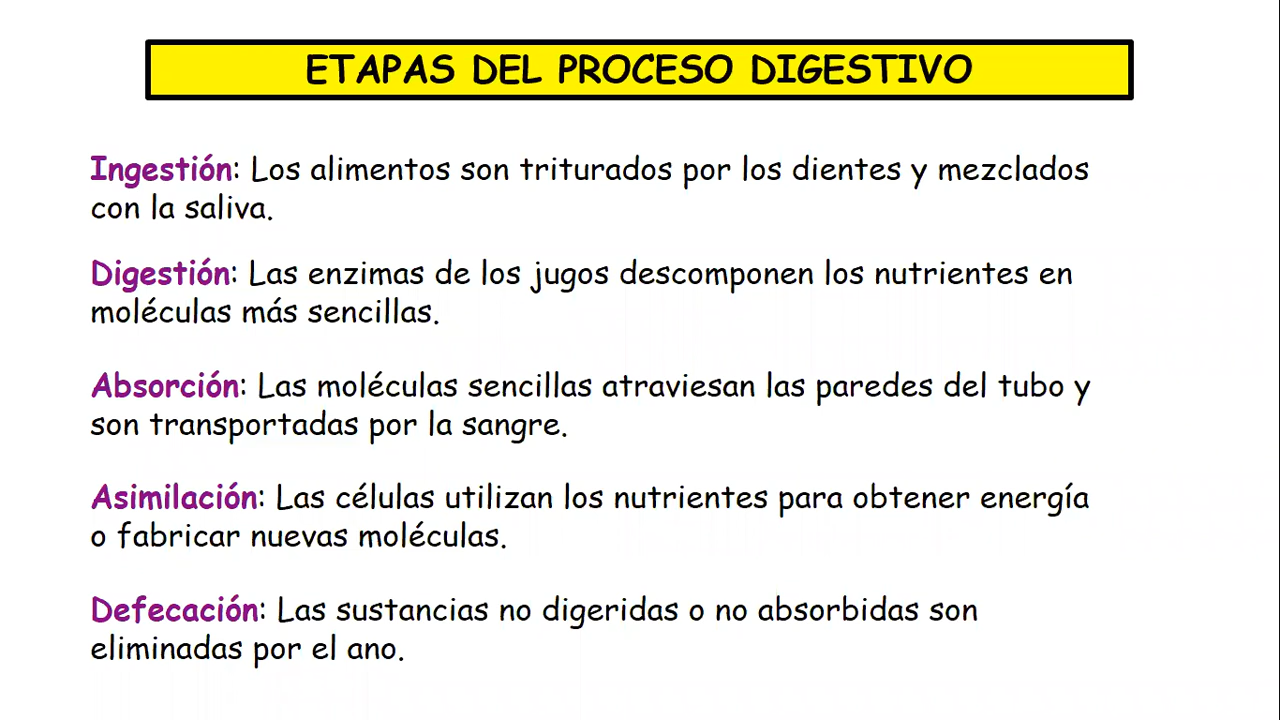 ETAPAS DEL PROCESO DIGESTIVO
Ingestión: Los alimentos son triturados por los dientes y mezclados
con la saliva.
Digestión: Las enzimas de los jugos descomponen los nutrientes en
moléculas más sencillas.
Absorción: Las moléculas sencillas atraviesan las paredes del tubo y
son transportadas por la sangre.
Asimilación: Las células utilizan los nutrientes para obtener energía
o fabricar nuevas moléculas.
Defecación: Las sustancias no digeridas o no absorbidas son
eliminadas por el ano.